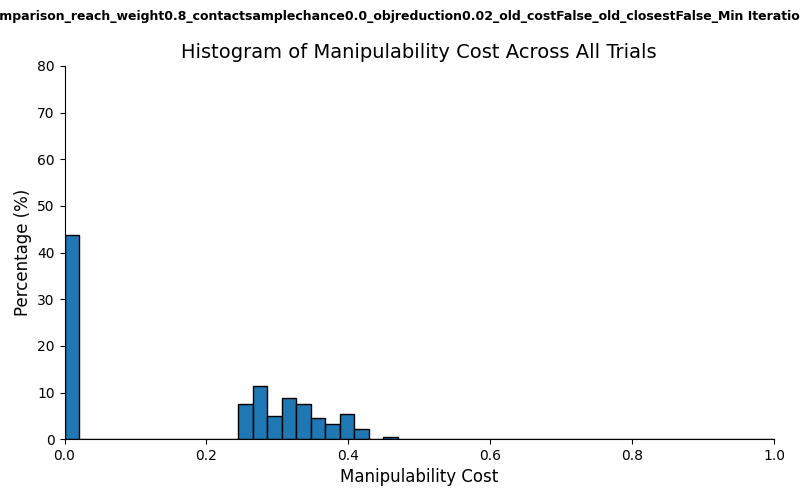 mparison_reach_weight0.8_contactsamplechance0.0_objreduction0.02_old_costFalse_old_closestFalse_Min Iteratio
Histogram of Manipulability Cost Across All Trials
80
70
60
50
40
30
20
10
0
Percentage (%)
0.0 0.2 0.4 0.6 0.8 1.0
Manipulability Cost